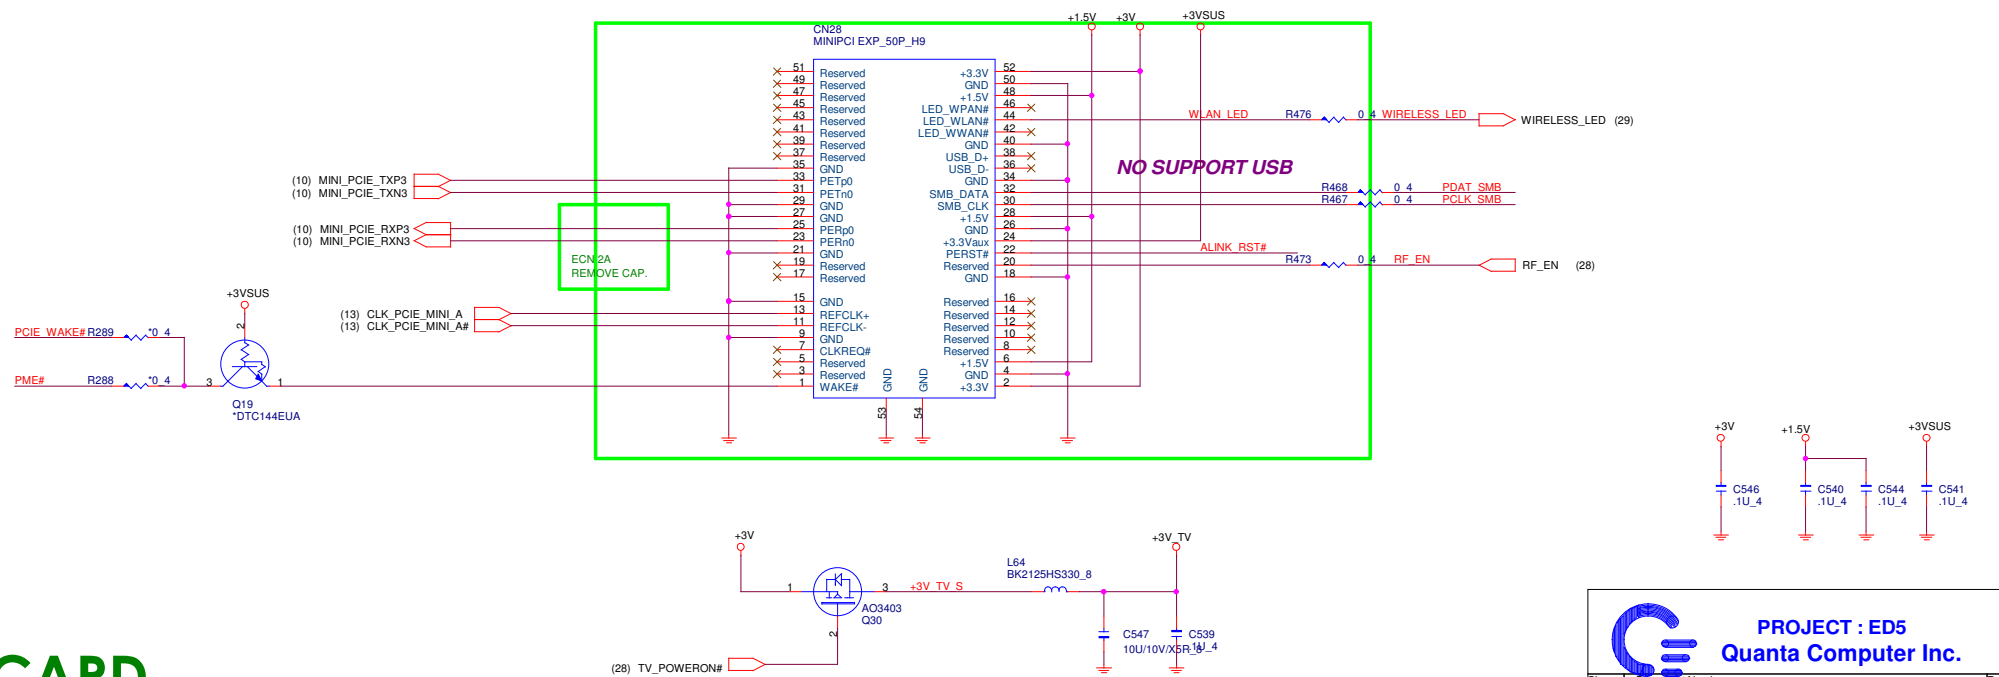 +1.5V +3V +3VSUS
CN28
MINIPCI EXP_50P_H9
51 Reserved +3.3V 52
49 Reserved GND 50
47 Reserved +1.5V 48
45 Reserved LED_WPAN# 46
43 Reserved LED_WLAN# 44 WLAN_LED R476 0_4 WIRELESS_LED WIRELESS_LED (29)
41 Reserved LED_WWAN# 42
39 Reserved GND 40
37 Reserved USB_D+ 38
35 GND USB_D- 36
NO SUPPORT USB
(10) MINI_PCIE_TXP3 33 PETp0 GND 34
(10) MINI_PCIE_TXN3 31 PETn0 SMB_DATA 32 R468 0_4 PDAT_SMB
29 GND SMB_CLK 30 R467 0_4 PCLK_SMB
27 GND +1.5V 28
(10) MINI_PCIE_RXP3 25 PERp0 GND 26
(10) MINI_PCIE_RXN3 23 PERn0 +3.3Vaux 24
21 GND PERST# 22 ALINK_RST#
19 Reserved Reserved 20 R473 0_4 RF_EN RF_EN (28)
17 Reserved GND 18
ECN 2A
REMOVE CAP.
15 GND Reserved 16
(13) CLK_PCIE_MINI_A 13 REFCLK+ Reserved 14
(13) CLK_PCIE_MINI_A# 11 REFCLK- Reserved 12
9 GND Reserved 10
7 CLKREQ# Reserved 8
5 Reserved +1.5V 6
3 Reserved GND 4
1 WAKE# +3.3V 2
GND GND
53 54
+3VSUS
2
PCIE_WAKE# R289 *0_4
PME# R288 *0_4 3 1
Q19
*DTC144EUA
+3V +1.5V +3VSUS
C546 C540 C544 C541
.1U_4 .1U_4 .1U_4 .1U_4
+3V +3V_TV
L64
BK2125HS330_8
1 3 +3V_TV_S
AO3403
Q30
2
C547 C539
10U/10V/X5R_8 .1U_4
(28) TV_POWERON#
CARD
PROJECT : ED5
Quanta Computer Inc.